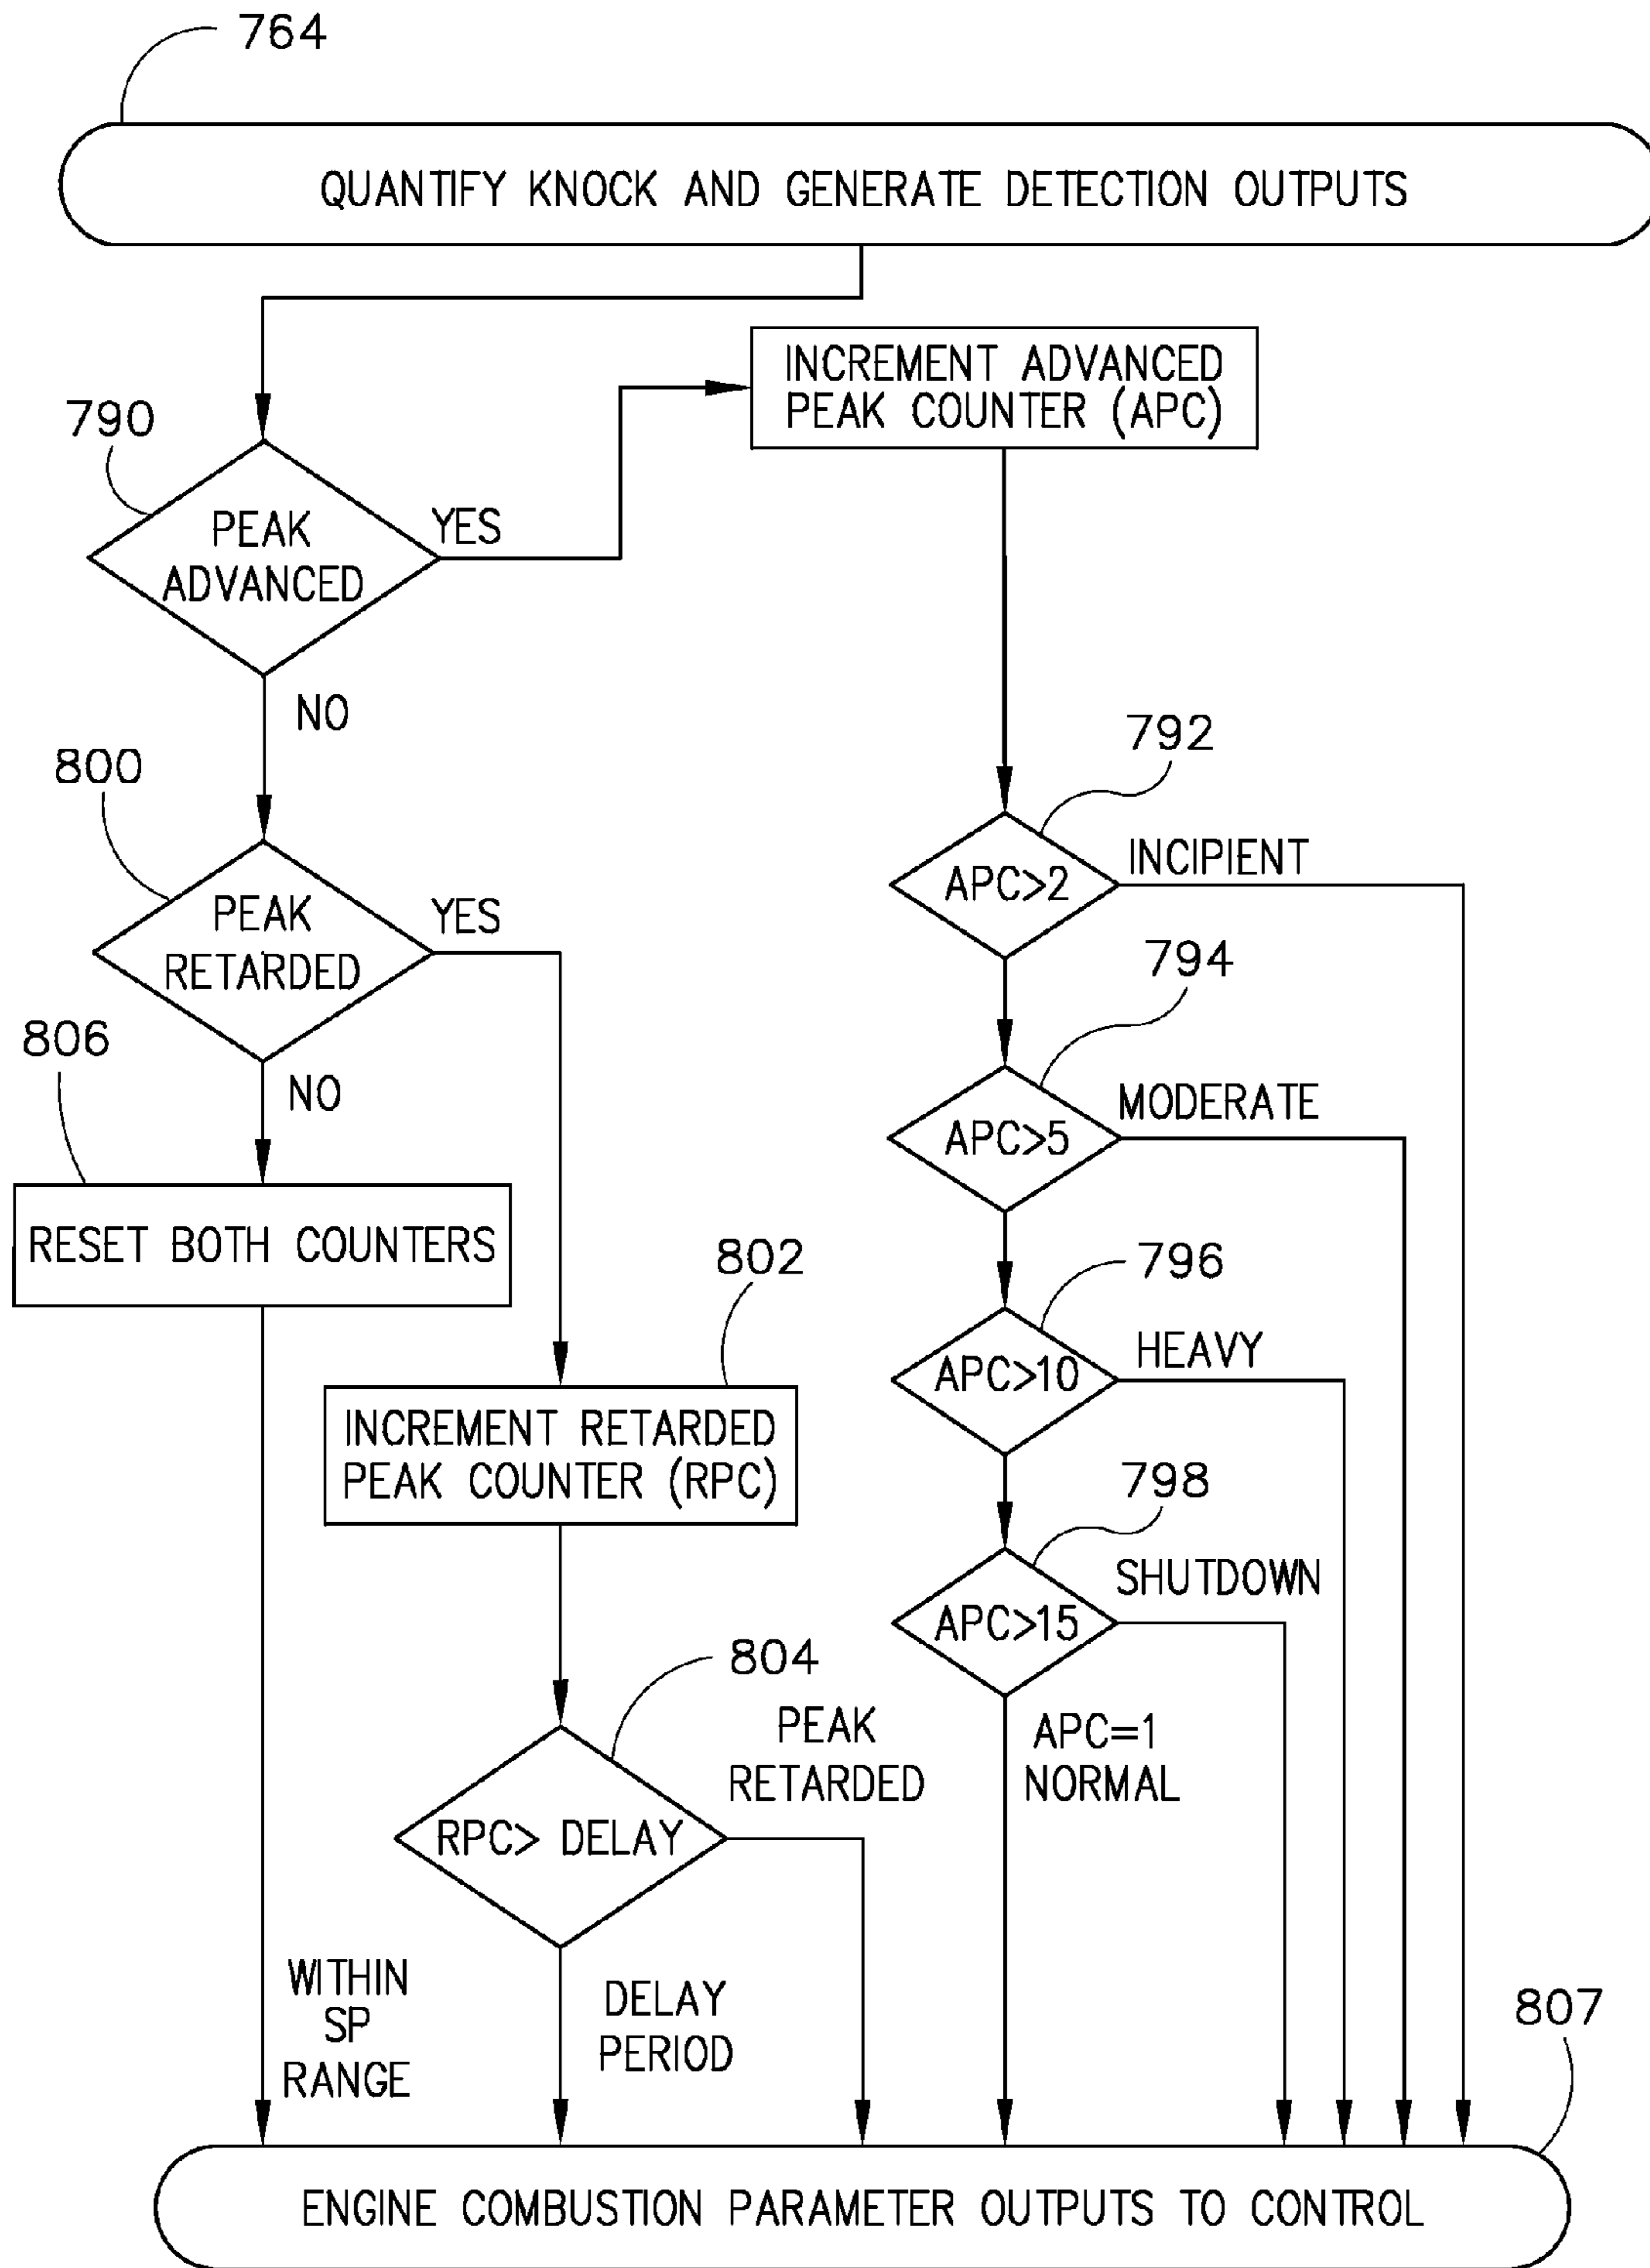 764
QUANTIFY KNOCK AND GENERATE DETECTION OUTPUTS
INCREMENT ADVANCED
PEAK COUNTER (APC)
790
PEAK
ADVANCED
YES
NO
792
APC>2
INCIPIENT
800
PEAK
RETARDED
YES
NO
794
APC>5
MODERATE
806
RESET BOTH COUNTERS
802
INCREMENT RETARDED
PEAK COUNTER (RPC)
796
APC>10
HEAVY
798
APC>15
SHUTDOWN
804
RPC> DELAY
PEAK
RETARDED
APC=1
NORMAL
WITHIN
SP
RANGE
DELAY
PERIOD
807
ENGINE COMBUSTION PARAMETER OUTPUTS TO CONTROL